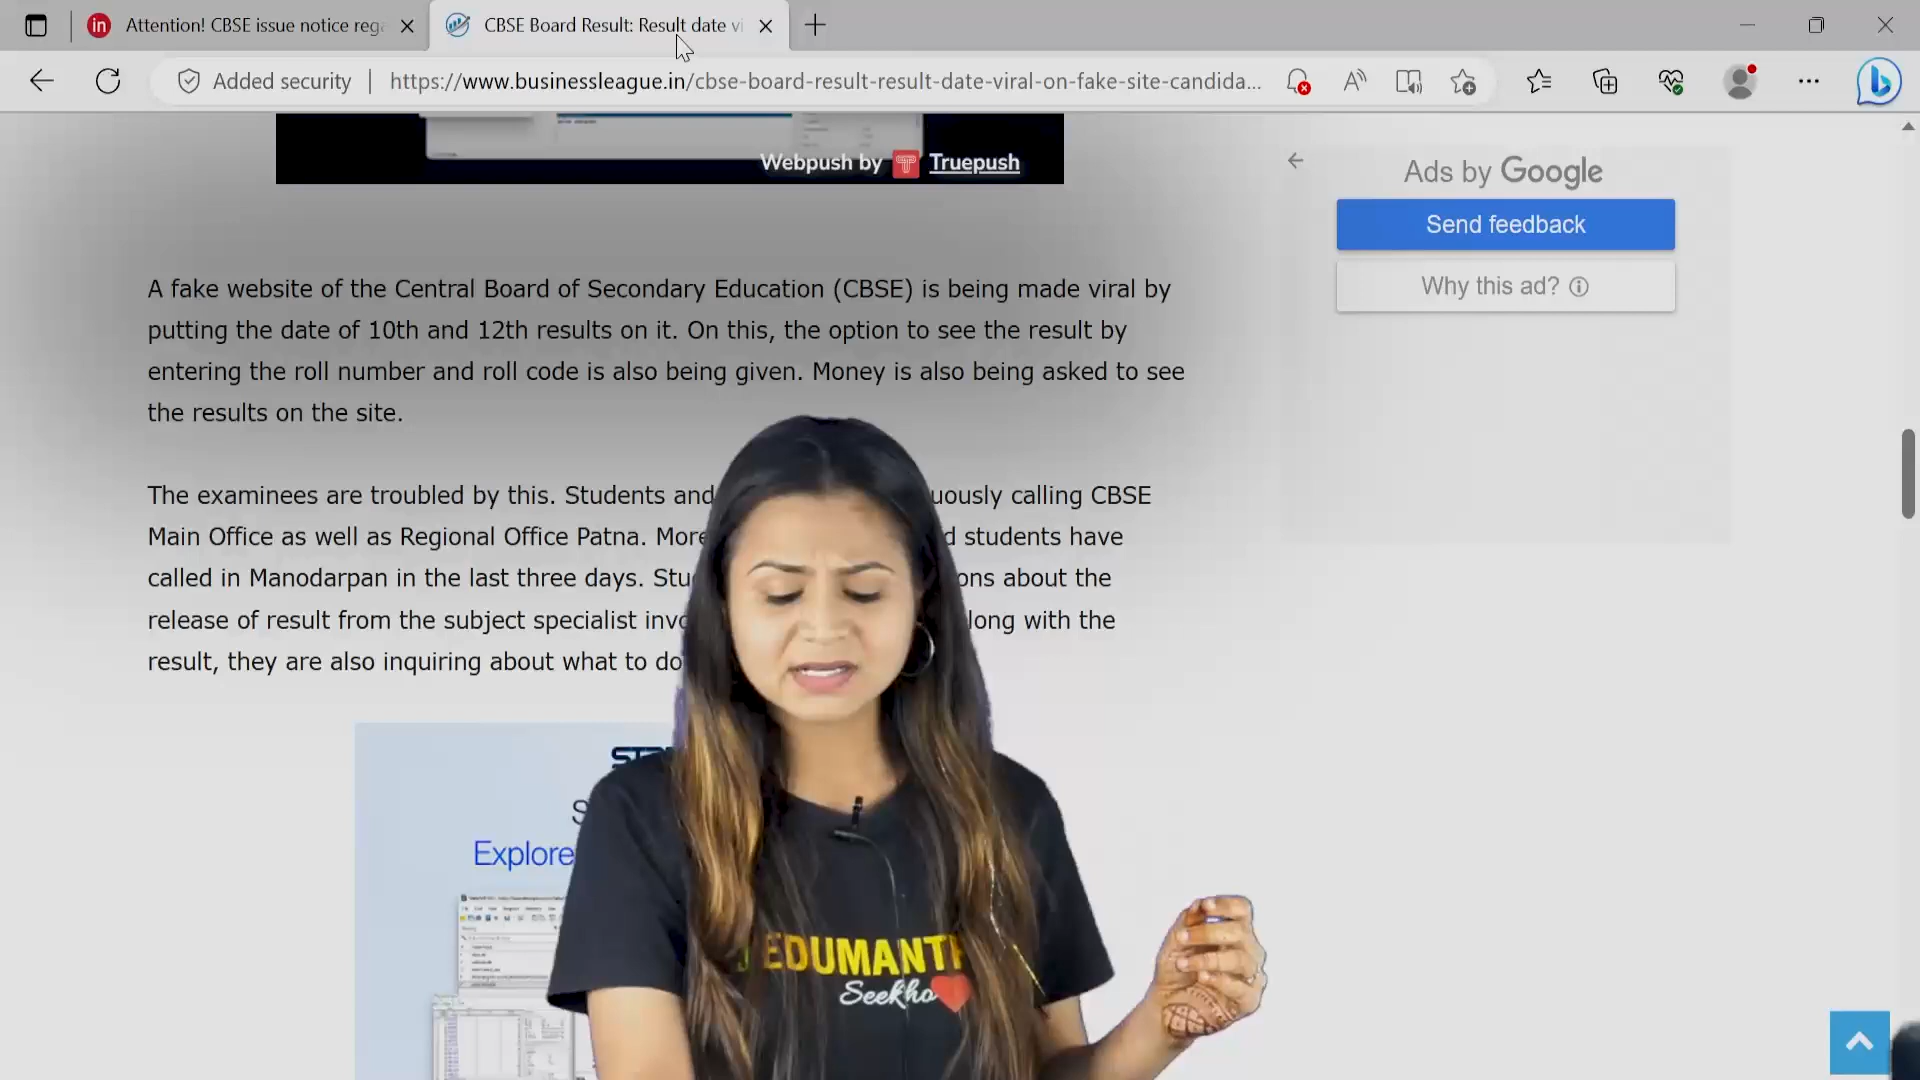 Attention! CBSE issue notice rega
CBSE Board Result: Result date vi
Added security
https://www.businessleague.in/cbse-board-result-result-date-viral-on-fake-site-candida...
Webpush by Truepush
Ads by Google
Send feedback
Why this ad?
A fake website of the Central Board of Secondary Education (CBSE) is being made viral by
putting the date of 10th and 12th results on it. On this, the option to see the result by
entering the roll number and roll code is also being given. Money is also being asked to see
the results on the site.
The examinees are troubled by this. Students and uously calling CBSE
Main Office as well as Regional Office Patna. More students have
called in Manodarpan in the last three days. Stu ons about the
release of result from the subject specialist invo long with the
result, they are also inquiring about what to do
Explore
EDUMANT
Seekho